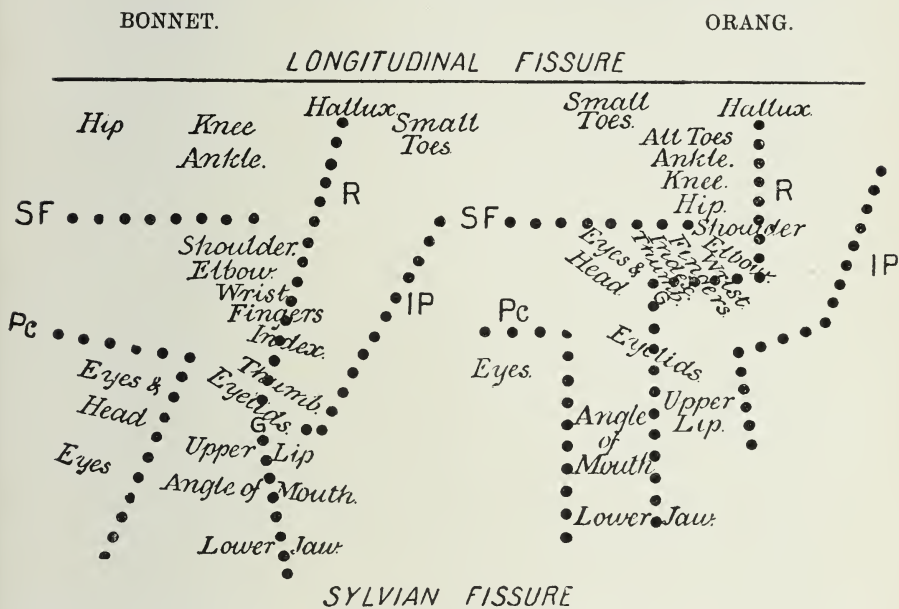 BONNET.
ORANG.
LONGITUDINAL FISSURE
Hip
Knee
Ankle.
Hallux
Small
Toes.
R
SF
Shoulder.
Elbow.
Wrist.
Fingers
Index.
Thumb.
Eyelids.
G
IP
Pc
Eyes &
Head
Eyes
Upper Lip
Angle of Mouth.
Lower Jaw.
Small
Toes.
Hallux.
All Toes
Ankle.
Knee.
Hip.
R
SF
Shoulder
Elbow.
Wrist.
Fingers.
Index.
Thumb.
Eyes &
Head.
G
IP
Pc
Eyes.
Eyelids.
Upper
Lip.
Angle
of
Mouth
Lower Jaw.
SYLVIAN FISSURE